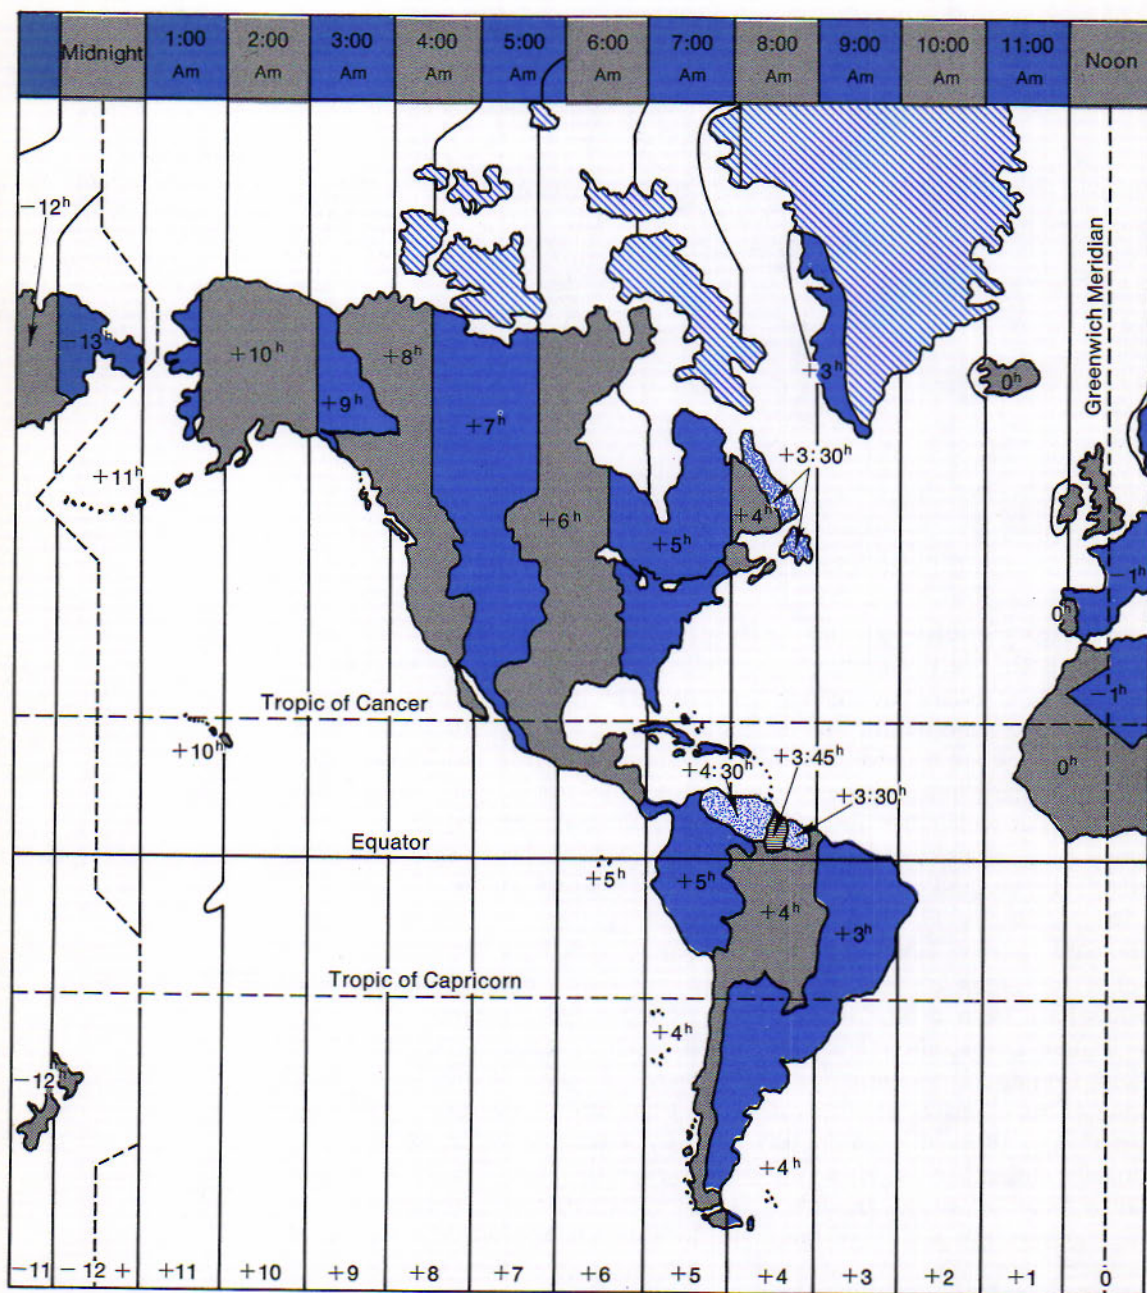 Midnight 1:00 2:00 3:00 4:00 5:00 6:00 7:00 8:00 9:00 10:00 11:00 Noon
Am Am Am Am Am Am Am Am Am Am Am
−12ʰ
Greenwich Meridian
−13ʰ
+10ʰ
+8ʰ
+3ʰ
0ʰ
+9ʰ
+7ʰ
+3:30ʰ
+11ʰ
+6ʰ
+4ʰ
+5ʰ
−1ʰ
0ʰ
−1ʰ
Tropic of Cancer
+10ʰ
+4:30ʰ
+3:45ʰ
0ʰ
+3:30ʰ
Equator
+5ʰ
+5ʰ
+4ʰ
+3ʰ
Tropic of Capricorn
+4ʰ
−12ʰ
+4ʰ
−11 −12 + +11 +10 +9 +8 +7 +6 +5 +4 +3 +2 +1 0